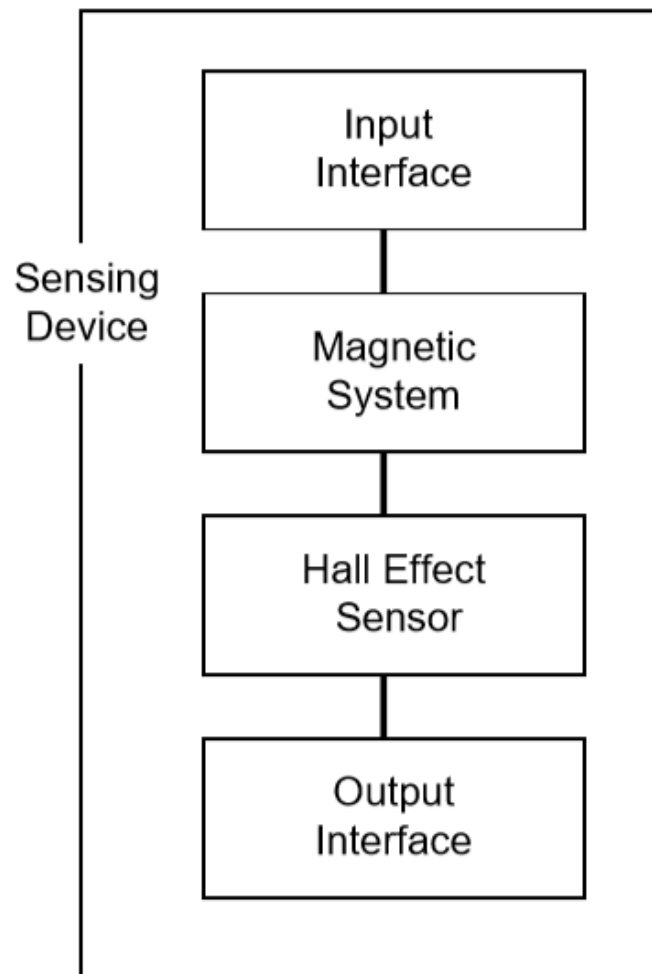 Input
Interface
Sensing
Device
Magnetic
System
Hall Effect
Sensor
Output
Interface